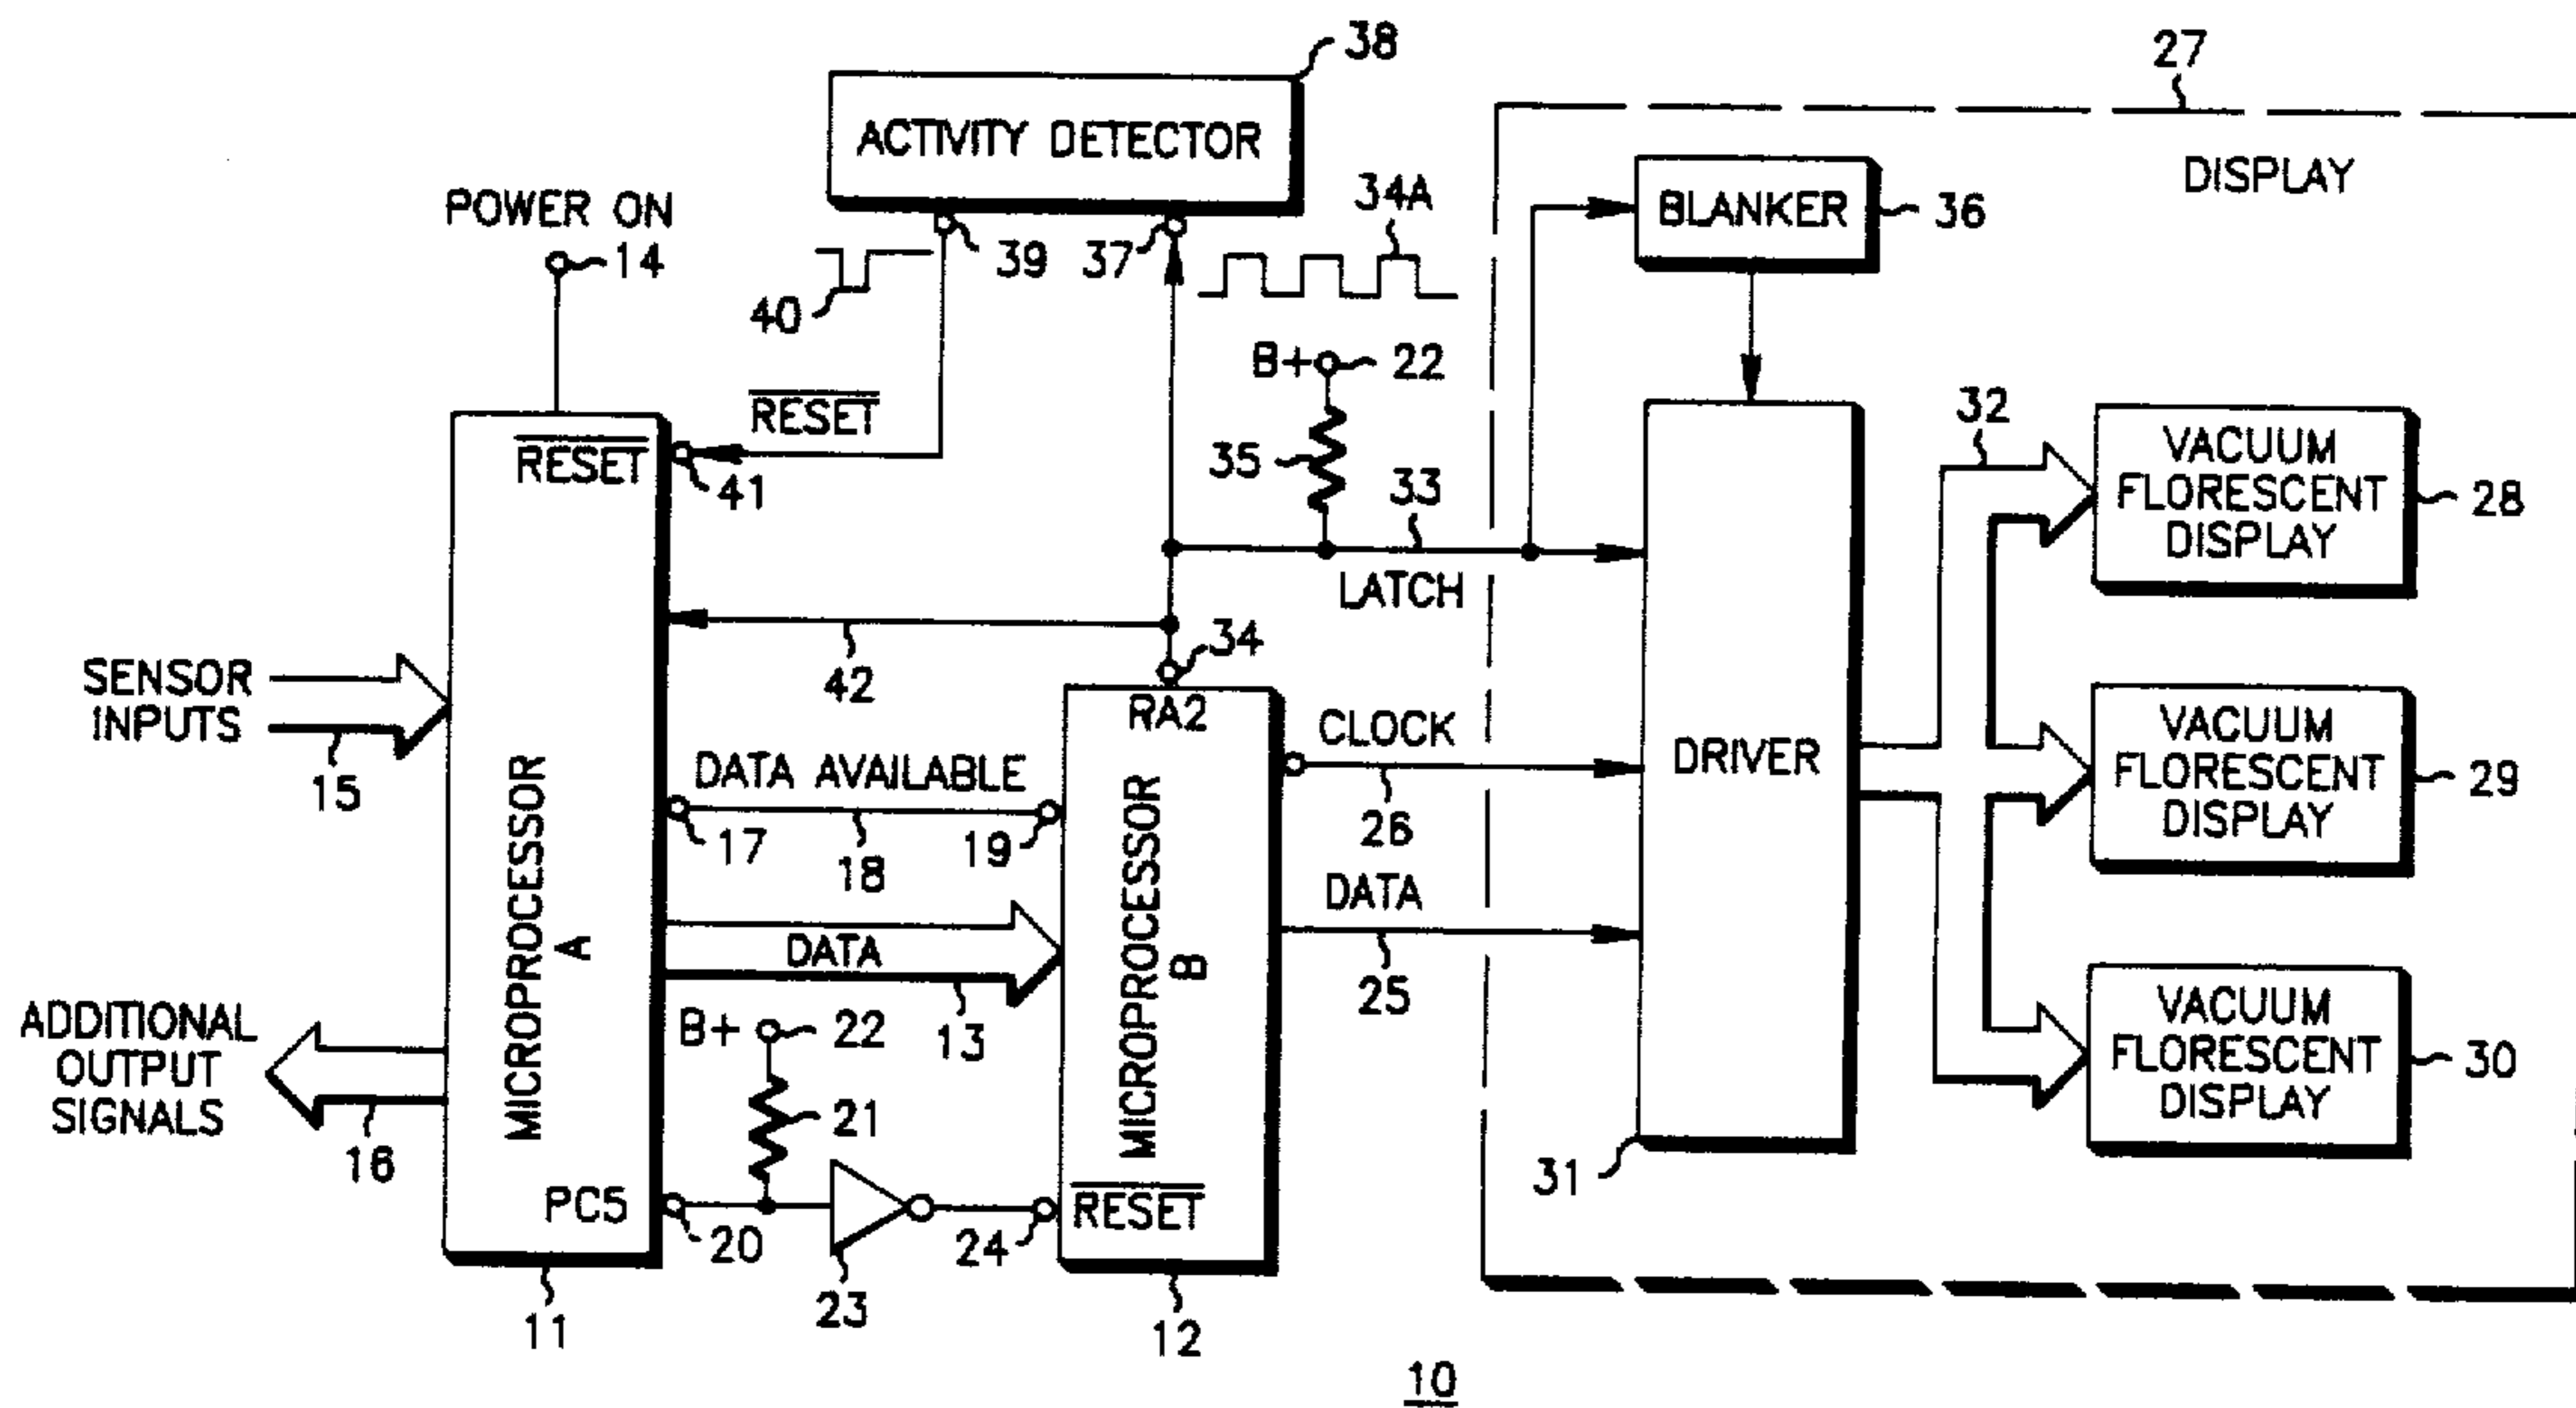 38
ACTIVITY DETECTOR
27
DISPLAY
POWER ON
14
39
37
34A
40
BLANKER
36
B+
22
RESET
RESET
41
35
33
LATCH
32
VACUUM
FLORESCENT
DISPLAY
28
42
34
SENSOR
INPUTS
15
RA2
CLOCK
26
DRIVER
VACUUM
FLORESCENT
DISPLAY
29
DATA AVAILABLE
17
18
19
MICROPROCESSOR
A
MICROPROCESSOR
B
DATA
25
DATA
13
ADDITIONAL
OUTPUT
SIGNALS
16
B+
22
21
VACUUM
FLORESCENT
DISPLAY
30
31
PC5
20
23
24
RESET
11
12
10